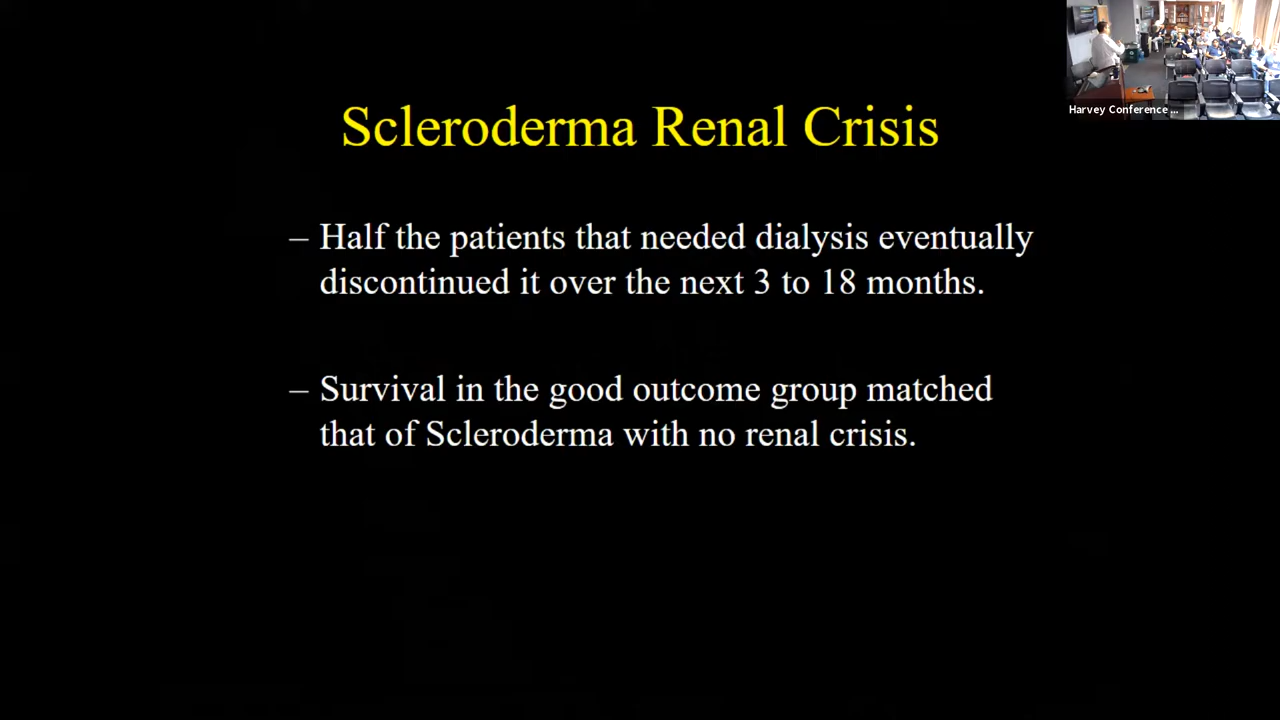 Harvey Conference ...
Scleroderma Renal Crisis
– Half the patients that needed dialysis eventually
discontinued it over the next 3 to 18 months.
– Survival in the good outcome group matched
that of Scleroderma with no renal crisis.